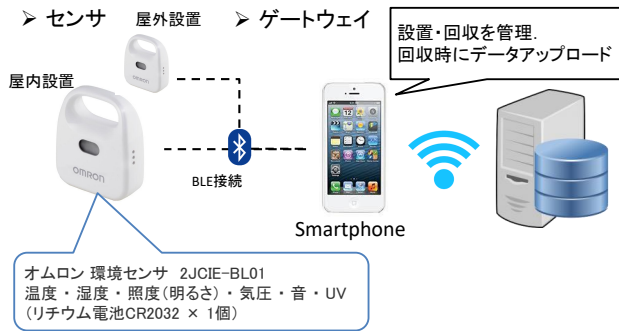 ➢ センサ
屋外設置
➢ ゲートウェイ
設置・回収を管理.
回収時にデータアップロード
屋内設置
OMRON
OMRON
BLE接続
Smartphone
オムロン 環境センサ 2JCIE-BL01
温度・湿度・照度(明るさ)・気圧・音・UV
(リチウム電池CR2032 × 1個)